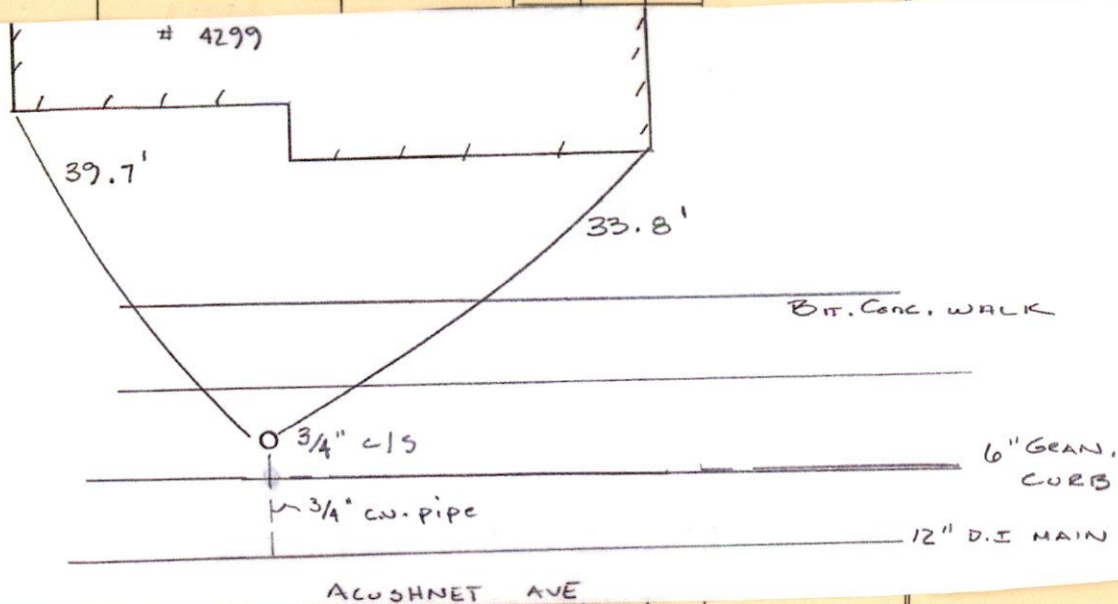 # 4299
39.7'
33.8'
BIT. CONC. WALK
3/4" c/s
6" GRAN.
CURB
3/4" cu. pipe
12" D.I MAIN
ACUSHNET AVE